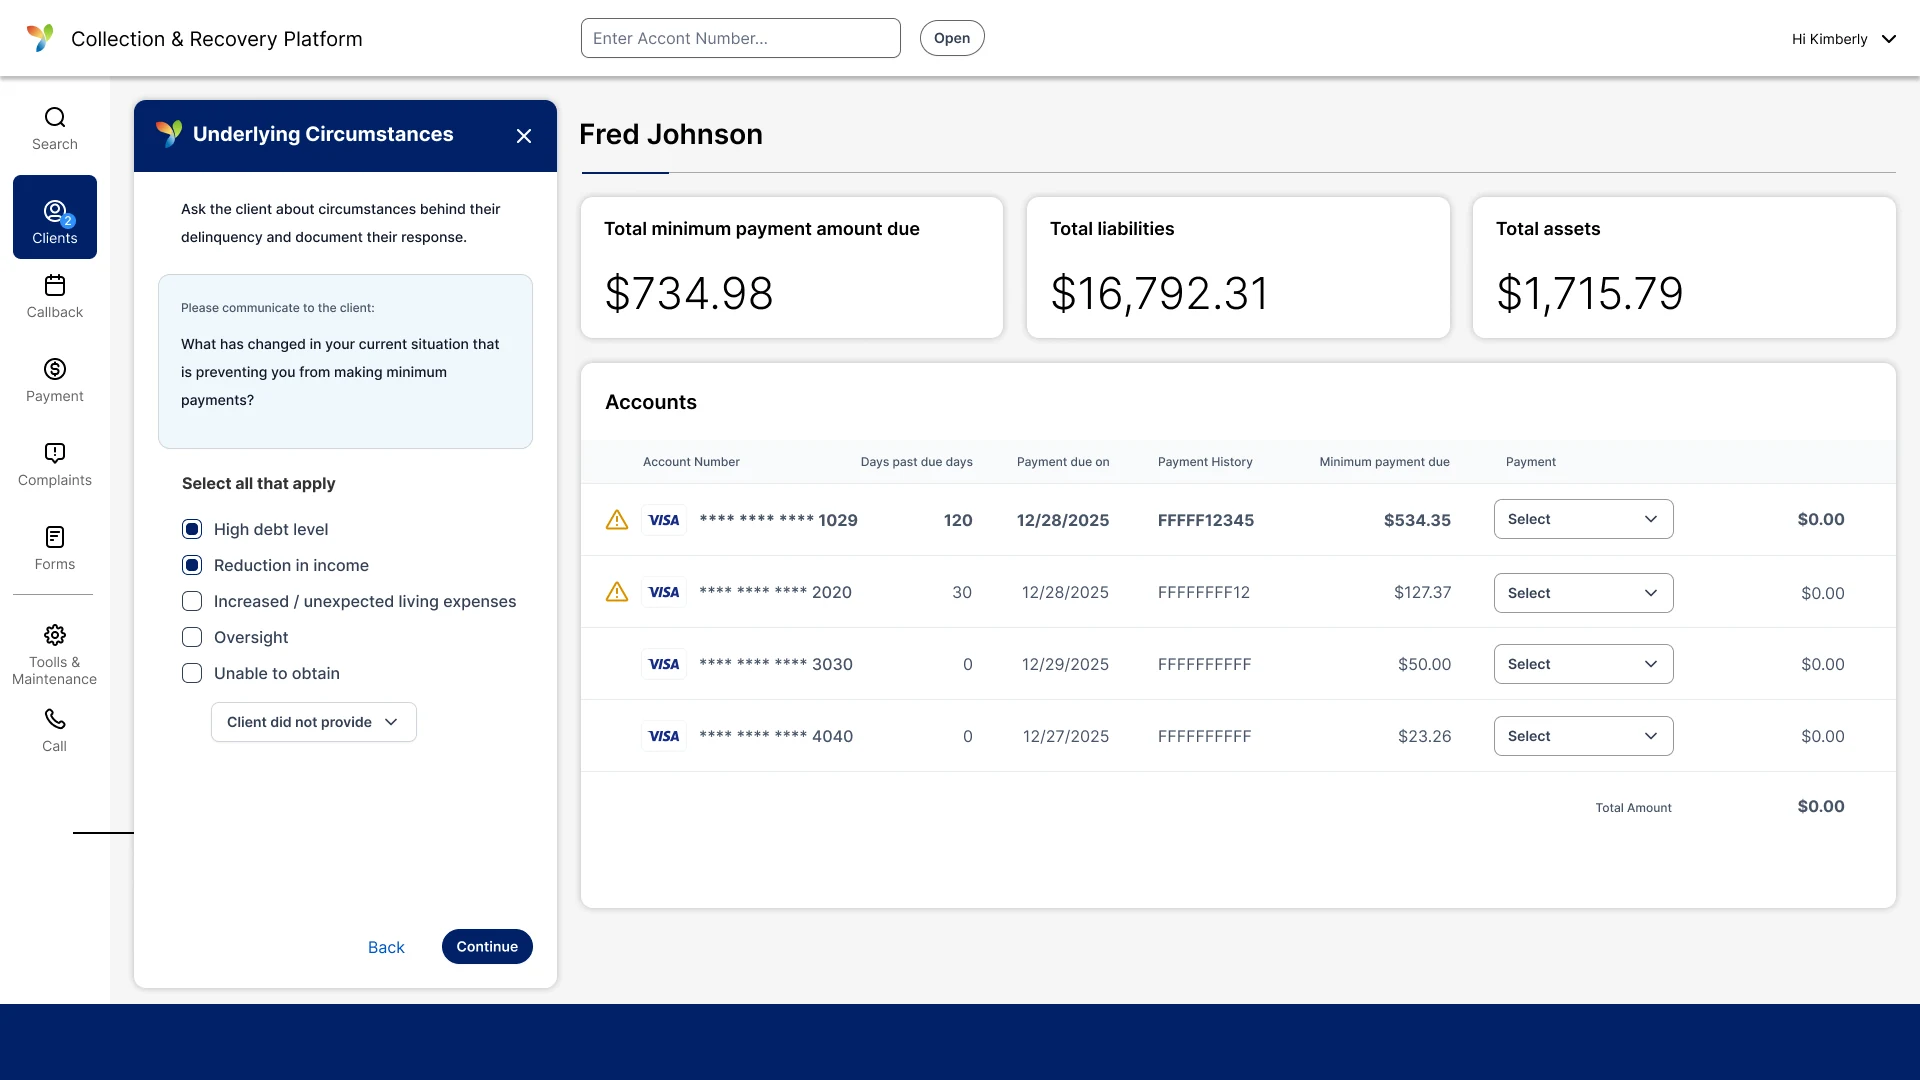 Collection & Recovery Platform
Enter Accont Number...
Open
Hi Kimberly
Search
2
Clients
Callback
Payment
Complaints
Forms
Toolls &
Maintenance
Call
Underlying Circumstances
Ask the client about circumstances behind their
delinquency and document their response.
Please communicate to the client:
What has changed in your current situation that
is preventing you from making minimum
payments?
Select all that apply
High debt level
Reduction in income
Increased / unexpected living expenses
Oversight
Unable to obtain
Client did not provide
Back
Continue
Fred Johnson
Total minimum payment amount due
$734.98
Total liabilities
$16,792.31
Total assets
$1,715.79
Accounts
Account Number Days past due days Payment due on Payment History Minimum payment due Payment
VISA **** **** **** 1029 120 12/28/2025 FFFFF12345 $534.35 Select $0.00
VISA **** **** **** 2020 30 12/28/2025 FFFFFFFF12 $127.37 Select $0.00
VISA **** **** **** 3030 0 12/29/2025 FFFFFFFFFF $50.00 Select $0.00
VISA **** **** **** 4040 0 12/27/2025 FFFFFFFFFF $23.26 Select $0.00
Total Amount $0.00